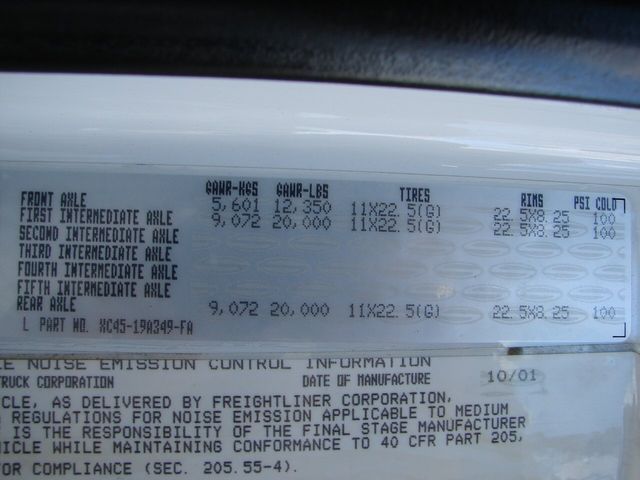 GAWR-KGS GAWR-LBS TIRES RIMS PSI COLD
FRONT AXLE 5,601 12,350 11X22.5(G) 22.5X8.25 100
FIRST INTERMEDIATE AXLE 9,072 20,000 11X22.5(G) 22.5X8.25 100
SECOND INTERMEDIATE AXLE
THIRD INTERMEDIATE AXLE
FOURTH INTERMEDIATE AXLE
FIFTH INTERMEDIATE AXLE
REAR AXLE 9,072 20,000 11X22.5(G) 22.5X8.25 100
L PART NO. XC45-19A349-FA
LE NOISE EMISSION CONTROL INFORMATION
TRUCK CORPORATION DATE OF MANUFACTURE 10/01
ICLE, AS DELIVERED BY FREIGHTLINER CORPORATION,
REGULATIONS FOR NOISE EMISSION APPLICABLE TO MEDIUM
IS THE RESPONSIBILITY OF THE FINAL STAGE MANUFACTURER
HICLE WHILE MAINTAINING CONFORMANCE TO 40 CFR PART 205,
FOR COMPLIANCE (SEC. 205.55-4).